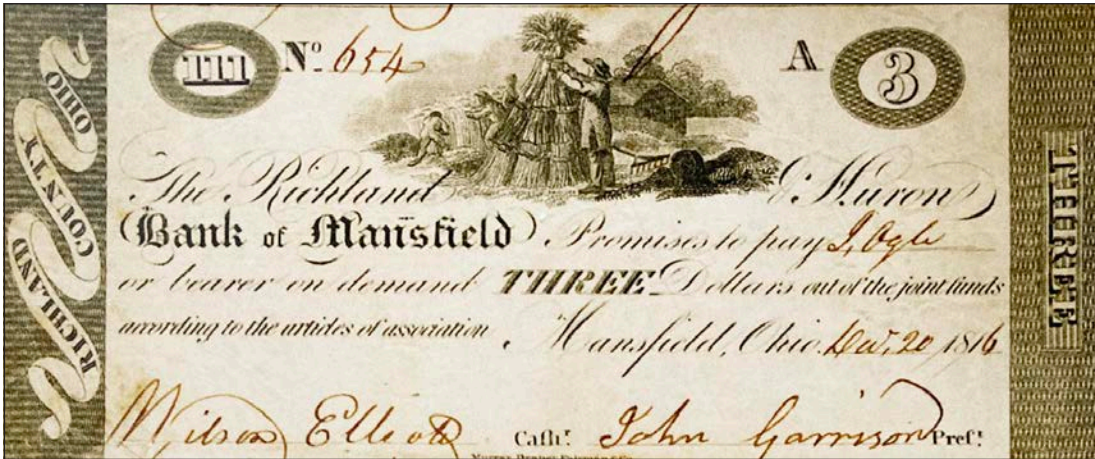 III No. 654 A 3
The Richland & Huron
Bank of Mansfield Promises to pay I, Ogle
or bearer on demand THREE Dollars out of the joint funds
according to the articles of association Mansfield, Ohio Dec. 20 1816
Wilson Elliott Cash.r John Garrison Pres.t
RICHLAND COUNTY OHIO
THREE